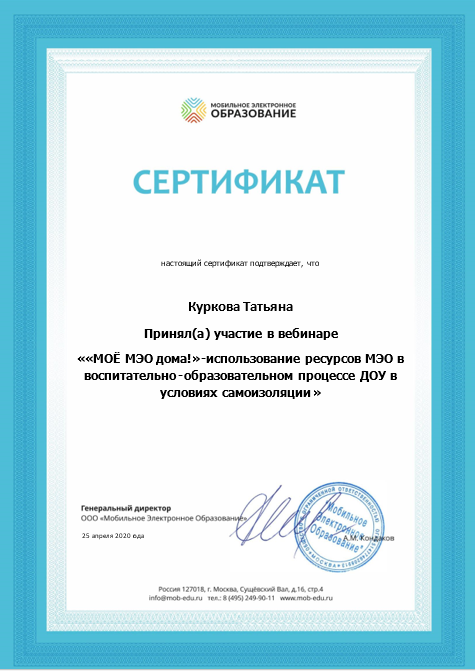 МОБИЛЬНОЕ ЭЛЕКТРОННОЕ
ОБРАЗОВАНИЕ
СЕРТИФИКАТ
настоящий сертификат подтверждает, что
Куркова Татьяна
Принял(а) участие в вебинаре
««МОЁ МЭО дома!»-использование ресурсов МЭО в
воспитательно-образовательном процессе ДОУ в
условиях самоизоляции»
Генеральный директор
ООО «Мобильное Электронное Образование»
25 апреля 2020 ода
"Мобильное
Электронное
Образование"
А.М. Кондаков
Россия 127018, г. Москва, Сущёвский Вал, д.16, стр.4
info@mob-edu.ru тел.: 8 (495) 249-90-11 www.mob-edu.ru